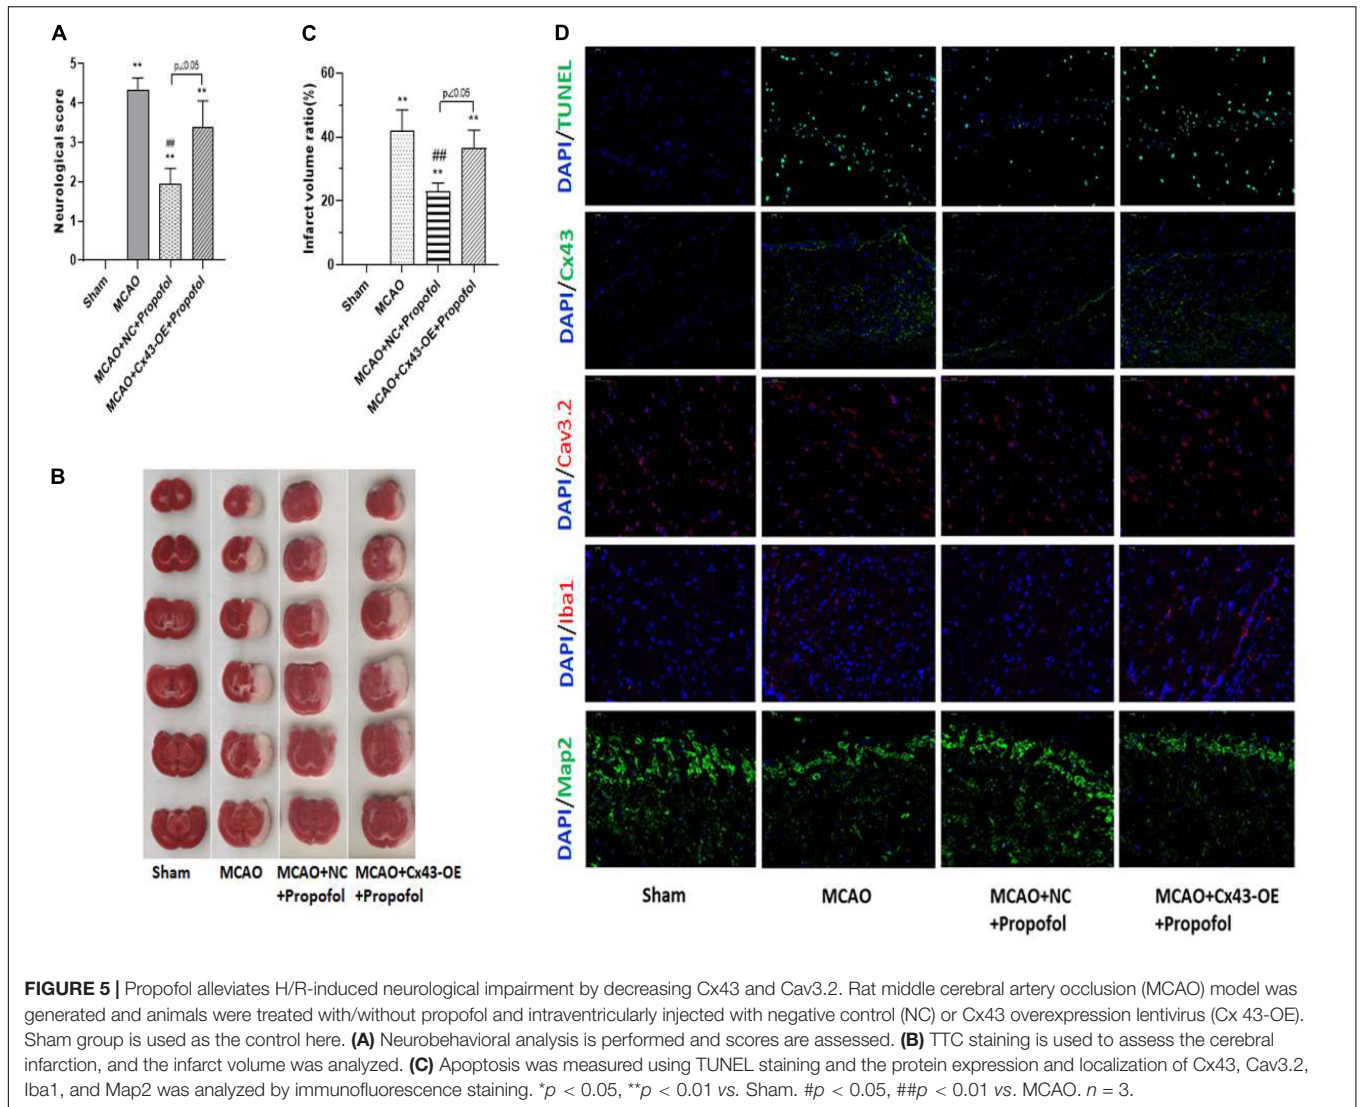 A
Neurological score
5
4
3
2
1
0
**
##
**
**
p<0.05
Sham
MCAO
MCAO+NC+Propofol
MCAO+Cx43-OE+Propofol
C
Infarct volume ratio(%)
60
40
20
0
**
##
**
**
p<0.05
Sham
MCAO
MCAO+NC+Propofol
MCAO+Cx43-OE+Propofol
B
Sham
MCAO
MCAO+NC
+Propofol
MCAO+Cx43-OE
+Propofol
D
DAPI/TUNEL
DAPI/Cx43
DAPI/Cav3.2
DAPI/Iba1
DAPI/Map2
Sham
MCAO
MCAO+NC
+Propofol
MCAO+Cx43-OE
+Propofol
FIGURE 5 | Propofol alleviates H/R-induced neurological impairment by decreasing Cx43 and Cav3.2. Rat middle cerebral artery occlusion (MCAO) model was
generated and animals were treated with/without propofol and intraventricularly injected with negative control (NC) or Cx43 overexpression lentivirus (Cx 43-OE).
Sham group is used as the control here. (A) Neurobehavioral analysis is performed and scores are assessed. (B) TTC staining is used to assess the cerebral
infarction, and the infarct volume was analyzed. (C) Apoptosis was measured using TUNEL staining and the protein expression and localization of Cx43, Cav3.2,
Iba1, and Map2 was analyzed by immunofluorescence staining. *p < 0.05, **p < 0.01 vs. Sham. #p < 0.05, ##p < 0.01 vs. MCAO. n = 3.